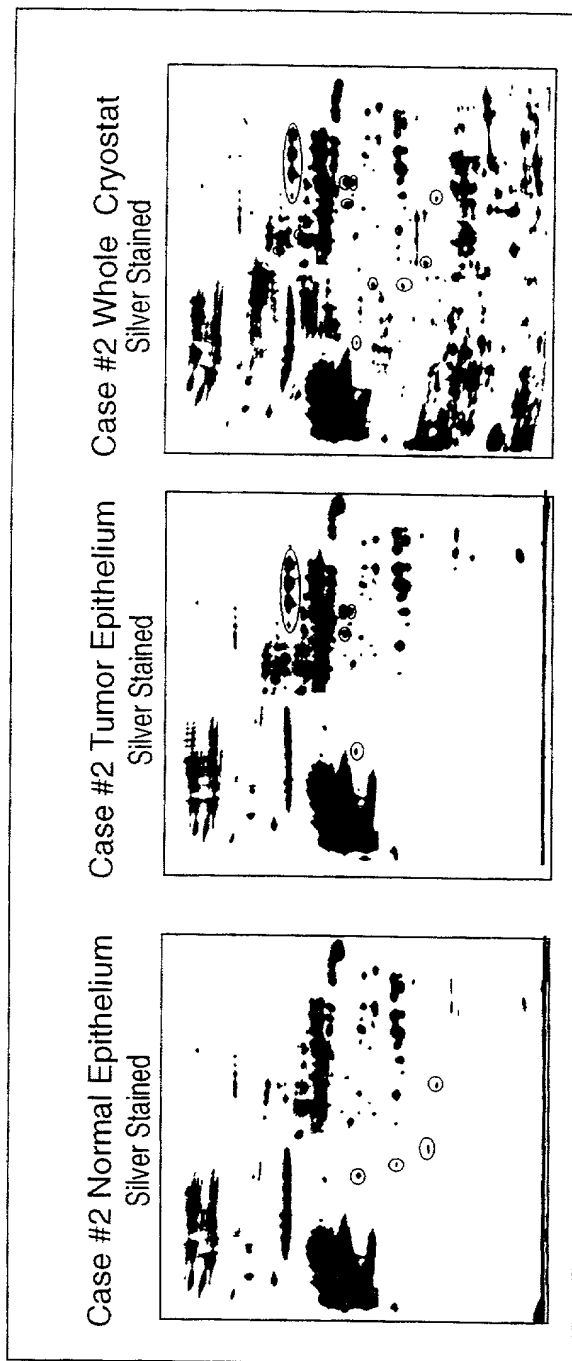 Case #2 Normal Epithelium
Silver Stained
Case #2 Tumor Epithelium
Silver Stained
Case #2 Whole Cryostat
Silver Stained